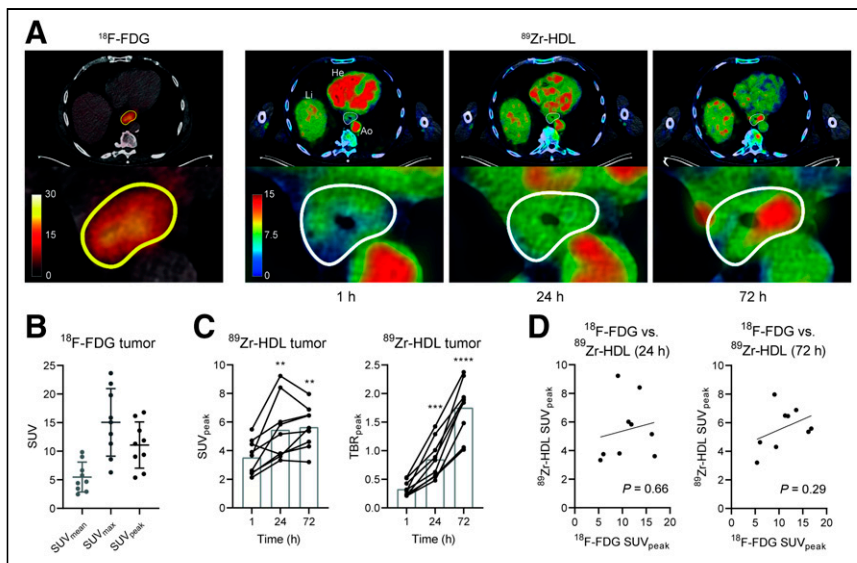 A
¹⁸F-FDG
⁸⁹Zr-HDL
He
Li
Ao
30
15
0
15
7.5
0
1 h
24 h
72 h
B
¹⁸F-FDG tumor
SUV
25
20
15
10
5
0
SUVmean
SUVmax
SUVpeak
C
⁸⁹Zr-HDL tumor
SUVpeak
10
8
6
4
2
0
**
**
1
24
72
Time (h)
⁸⁹Zr-HDL tumor
TBRpeak
2.5
2.0
1.5
1.0
0.5
0
***
****
1
24
72
Time (h)
D
¹⁸F-FDG vs.
⁸⁹Zr-HDL (24 h)
⁸⁹Zr-HDL SUVpeak
10
8
6
4
2
0
P = 0.66
0 5 10 15 20
¹⁸F-FDG SUVpeak
¹⁸F-FDG vs.
⁸⁹Zr-HDL (72 h)
⁸⁹Zr-HDL SUVpeak
10
8
6
4
2
0
P = 0.29
0 5 10 15 20
¹⁸F-FDG SUVpeak